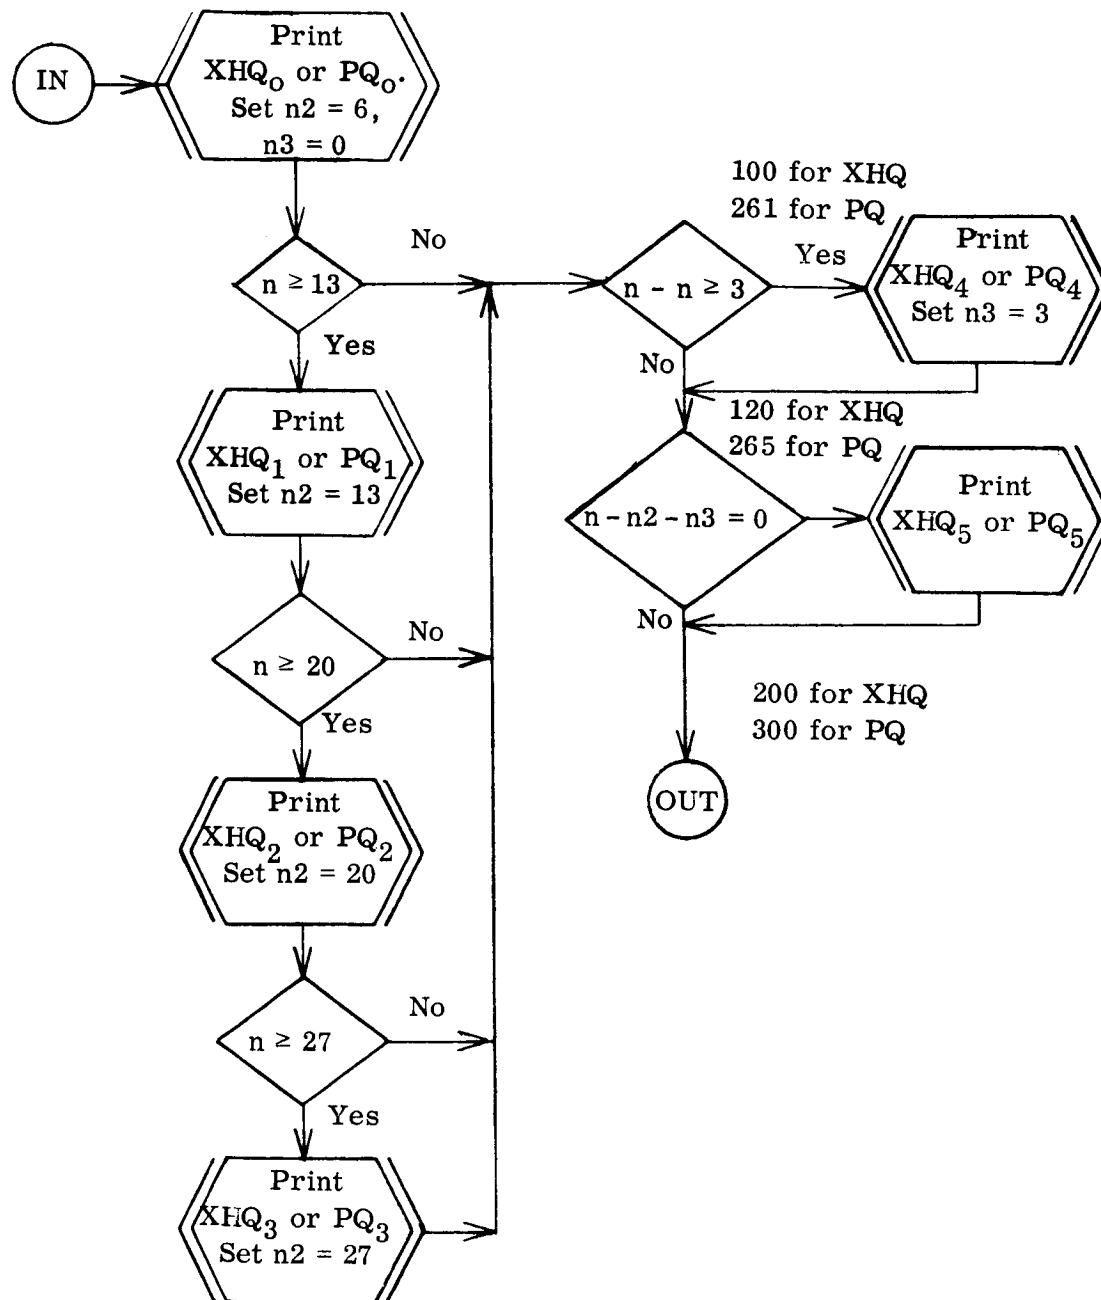 IN
Print
XHQ₀ or PQ₀.
Set n2 = 6,
n3 = 0
n ≥ 13
No
Yes
Print
XHQ₁ or PQ₁
Set n2 = 13
n ≥ 20
No
Yes
Print
XHQ₂ or PQ₂
Set n2 = 20
n ≥ 27
No
Yes
Print
XHQ₃ or PQ₃
Set n2 = 27
n - n ≥ 3
100 for XHQ
261 for PQ
Yes
Print
XHQ₄ or PQ₄
Set n3 = 3
No
120 for XHQ
265 for PQ
n - n2 - n3 = 0
Print
XHQ₅ or PQ₅
No
200 for XHQ
300 for PQ
OUT